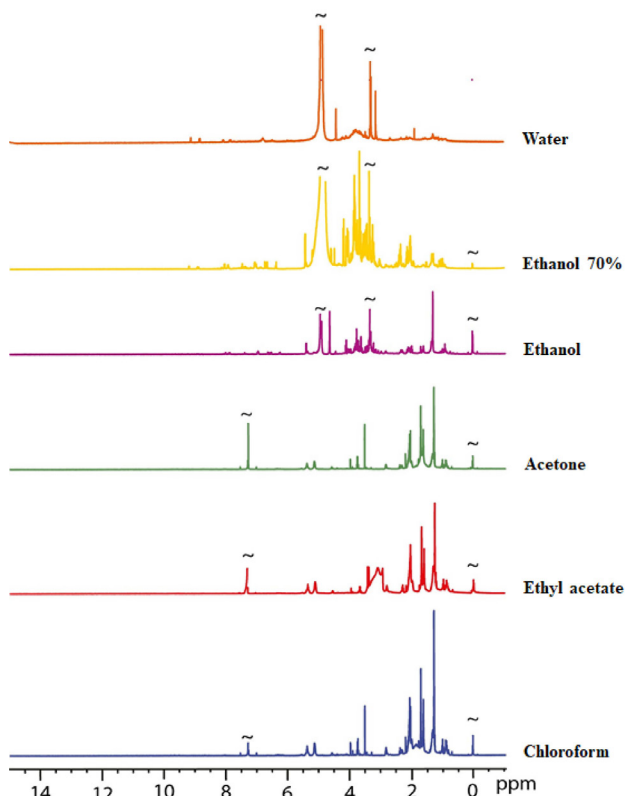 ~ ~
Water
~ ~ ~
Ethanol 70%
~ ~ ~
Ethanol
~ ~
Acetone
~ ~
Ethyl acetate
~ ~
Chloroform
14 12 10 8 6 4 2 0 ppm